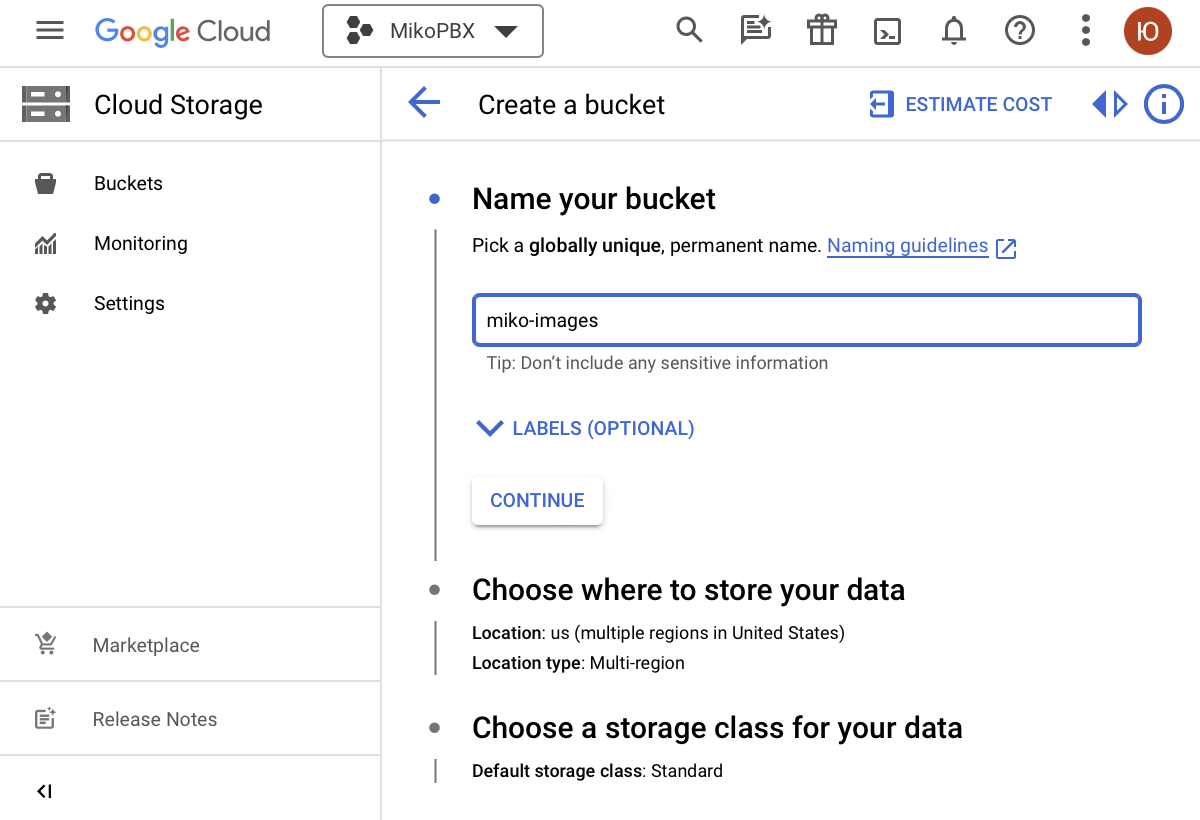 Google Cloud
MikoPBX
Ю
Cloud Storage
Create a bucket
ESTIMATE COST
Buckets
Monitoring
Settings
Marketplace
Release Notes
Name your bucket
Pick a globally unique, permanent name. Naming guidelines
miko-images
Tip: Don’t include any sensitive information
LABELS (OPTIONAL)
CONTINUE
Choose where to store your data
Location: us (multiple regions in United States)
Location type: Multi-region
Choose a storage class for your data
Default storage class: Standard